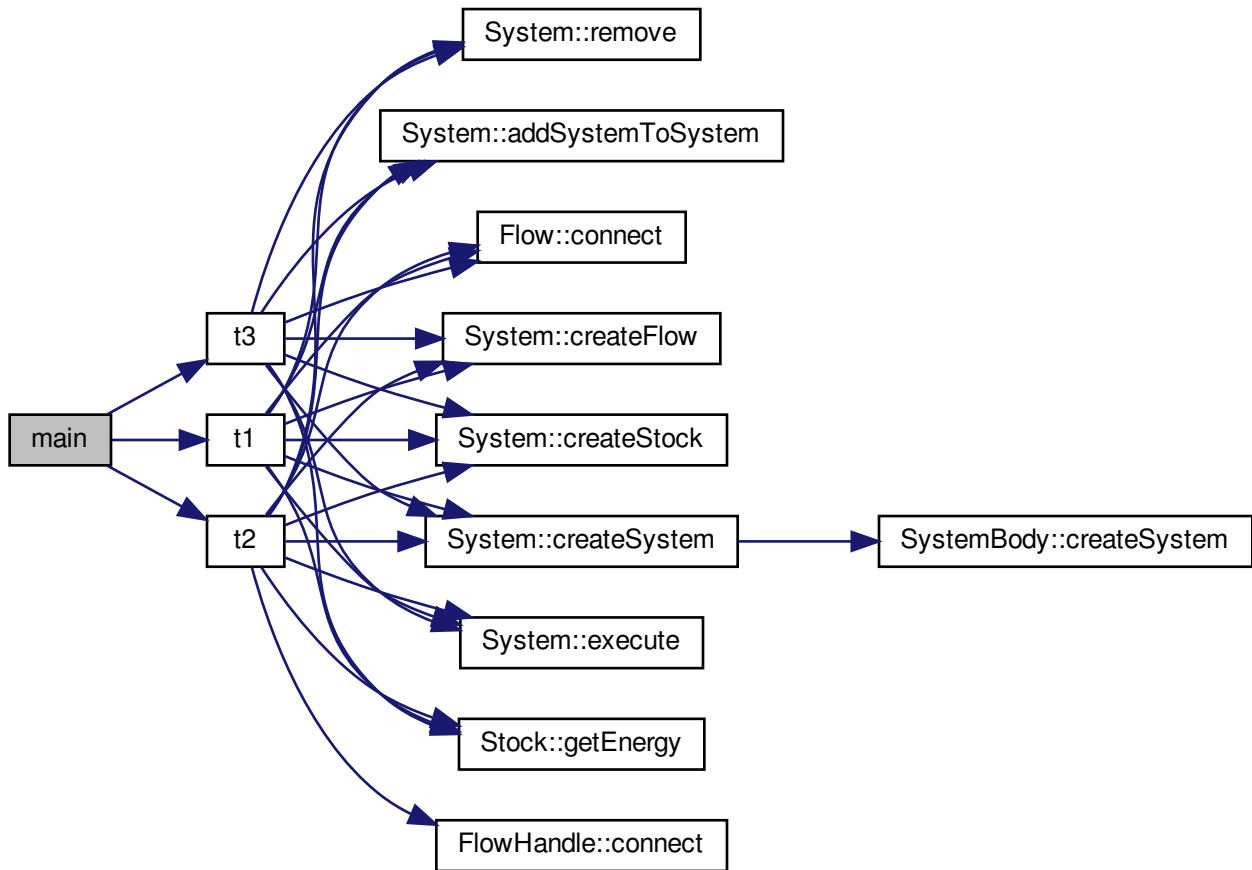 System::remove
System::addSystemToSystem
Flow::connect
t3
System::createFlow
main
t1
System::createStock
t2
System::createSystem
SystemBody::createSystem
System::execute
Stock::getEnergy
FlowHandle::connect